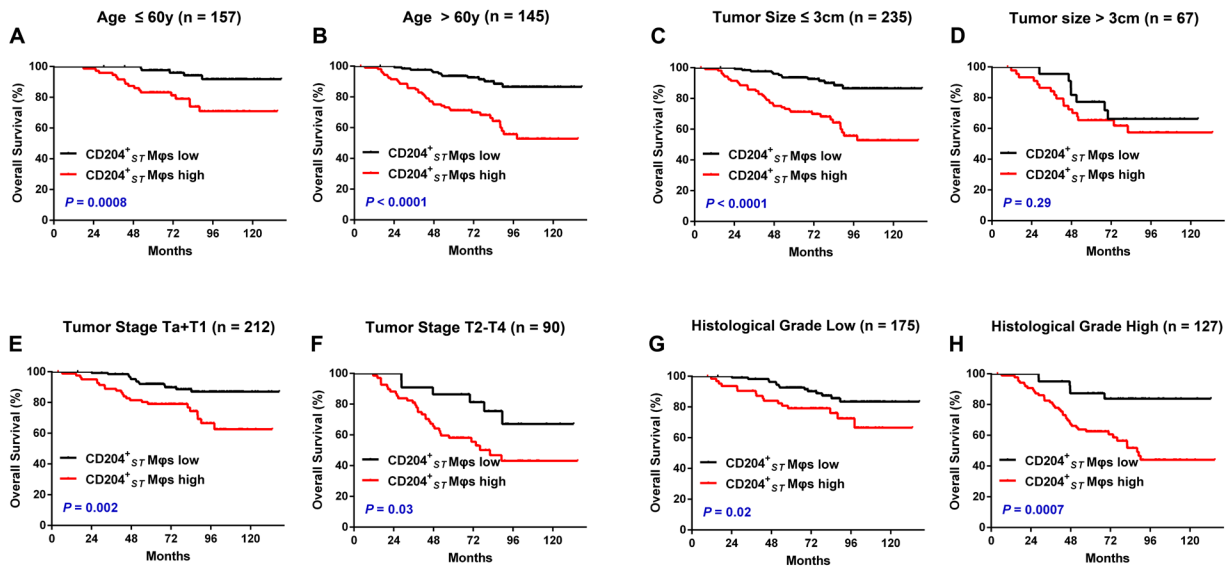 Age ≤ 60y (n = 157)
A
Overall Survival (%)
100
80
60
40
20
0
CD204⁺ST Mφs low
CD204⁺ST Mφs high
P = 0.0008
0 24 48 72 96 120
Months
Age > 60y (n = 145)
B
Overall Survival (%)
100
80
60
40
20
0
CD204⁺ST Mφs low
CD204⁺ST Mφs high
P < 0.0001
0 24 48 72 96 120
Months
Tumor Size ≤ 3cm (n = 235)
C
Overall Survival (%)
100
80
60
40
20
0
CD204⁺ST Mφs low
CD204⁺ST Mφs high
P < 0.0001
0 24 48 72 96 120
Months
Tumor size > 3cm (n = 67)
D
Overall Survival (%)
100
80
60
40
20
0
CD204⁺ST Mφs low
CD204⁺ST Mφs high
P = 0.29
0 24 48 72 96 120
Months
Tumor Stage Ta+T1 (n = 212)
E
Overall Survival (%)
100
80
60
40
20
0
CD204⁺ST Mφs low
CD204⁺ST Mφs high
P = 0.002
0 24 48 72 96 120
Months
Tumor Stage T2-T4 (n = 90)
F
Overall Survival (%)
100
80
60
40
20
0
CD204⁺ST Mφs low
CD204⁺ST Mφs high
P = 0.03
0 24 48 72 96 120
Months
Histological Grade Low (n = 175)
G
Overall Survival (%)
100
80
60
40
20
0
CD204⁺ST Mφs low
CD204⁺ST Mφs high
P = 0.02
0 24 48 72 96 120
Months
Histological Grade High (n = 127)
H
Overall Survival (%)
100
80
60
40
20
0
CD204⁺ST Mφs low
CD204⁺ST Mφs high
P = 0.0007
0 24 48 72 96 120
Months